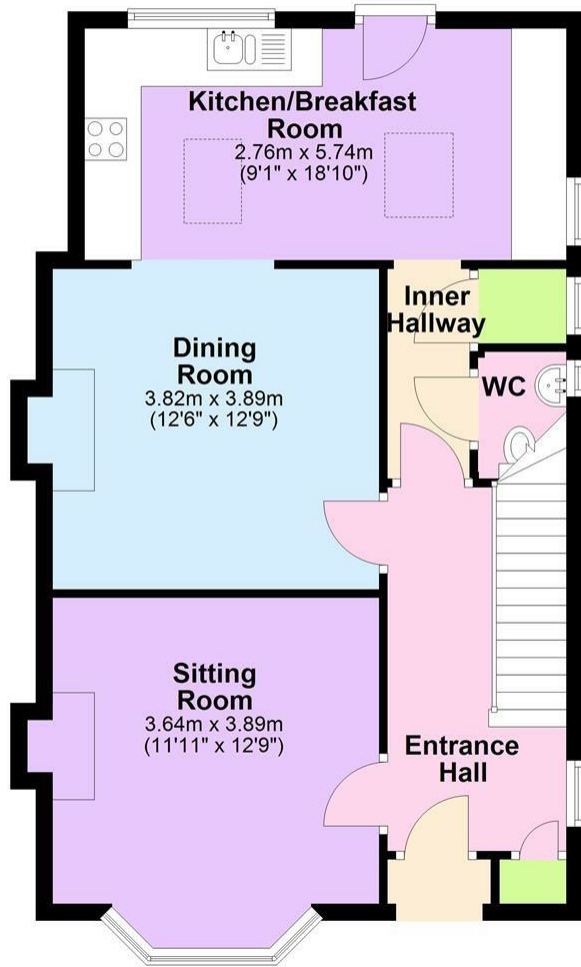 Kitchen/Breakfast
Room
2.76m x 5.74m
(9'1" x 18'10")
Inner
Hallway
Dining
Room
3.82m x 3.89m
(12'6" x 12'9")
WC
Sitting
Room
3.64m x 3.89m
(11'11" x 12'9")
Entrance
Hall